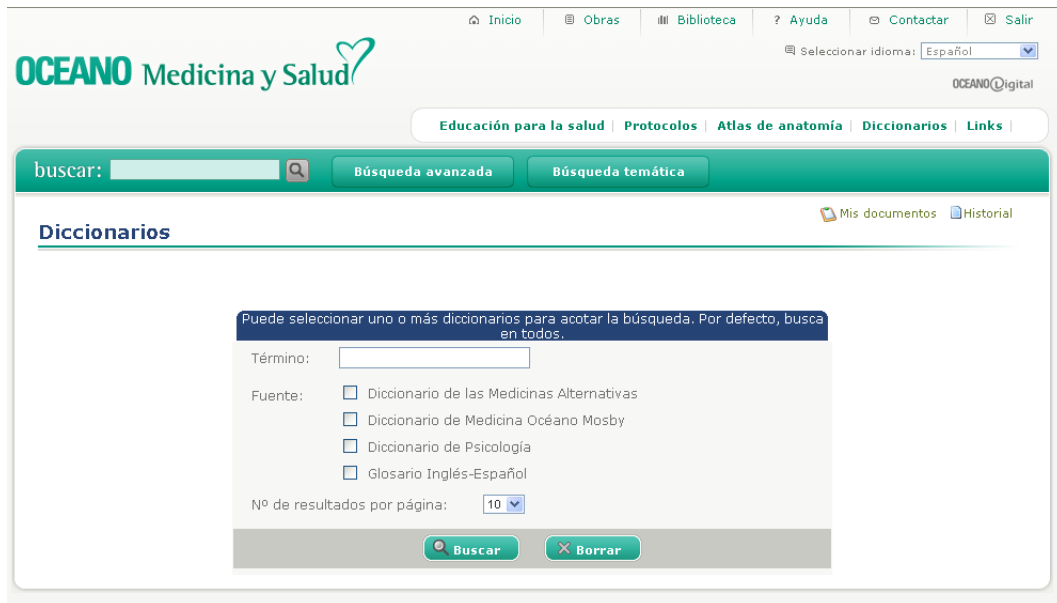 Inicio Obras Biblioteca ? Ayuda Contactar Salir
Seleccionar idioma: Español
OCEANO Medicina y Salud
OCEANO Digital
Educación para la salud | Protocolos | Atlas de anatomía | Diccionarios | Links |
buscar: Búsqueda avanzada Búsqueda temática
Mis documentos Historial
Diccionarios
Puede seleccionar uno o más diccionarios para acotar la búsqueda. Por defecto, busca
en todos.
Término:
Fuente: Diccionario de las Medicinas Alternativas
Diccionario de Medicina Océano Mosby
Diccionario de Psicología
Glosario Inglés-Español
Nº de resultados por página: 10
Buscar Borrar